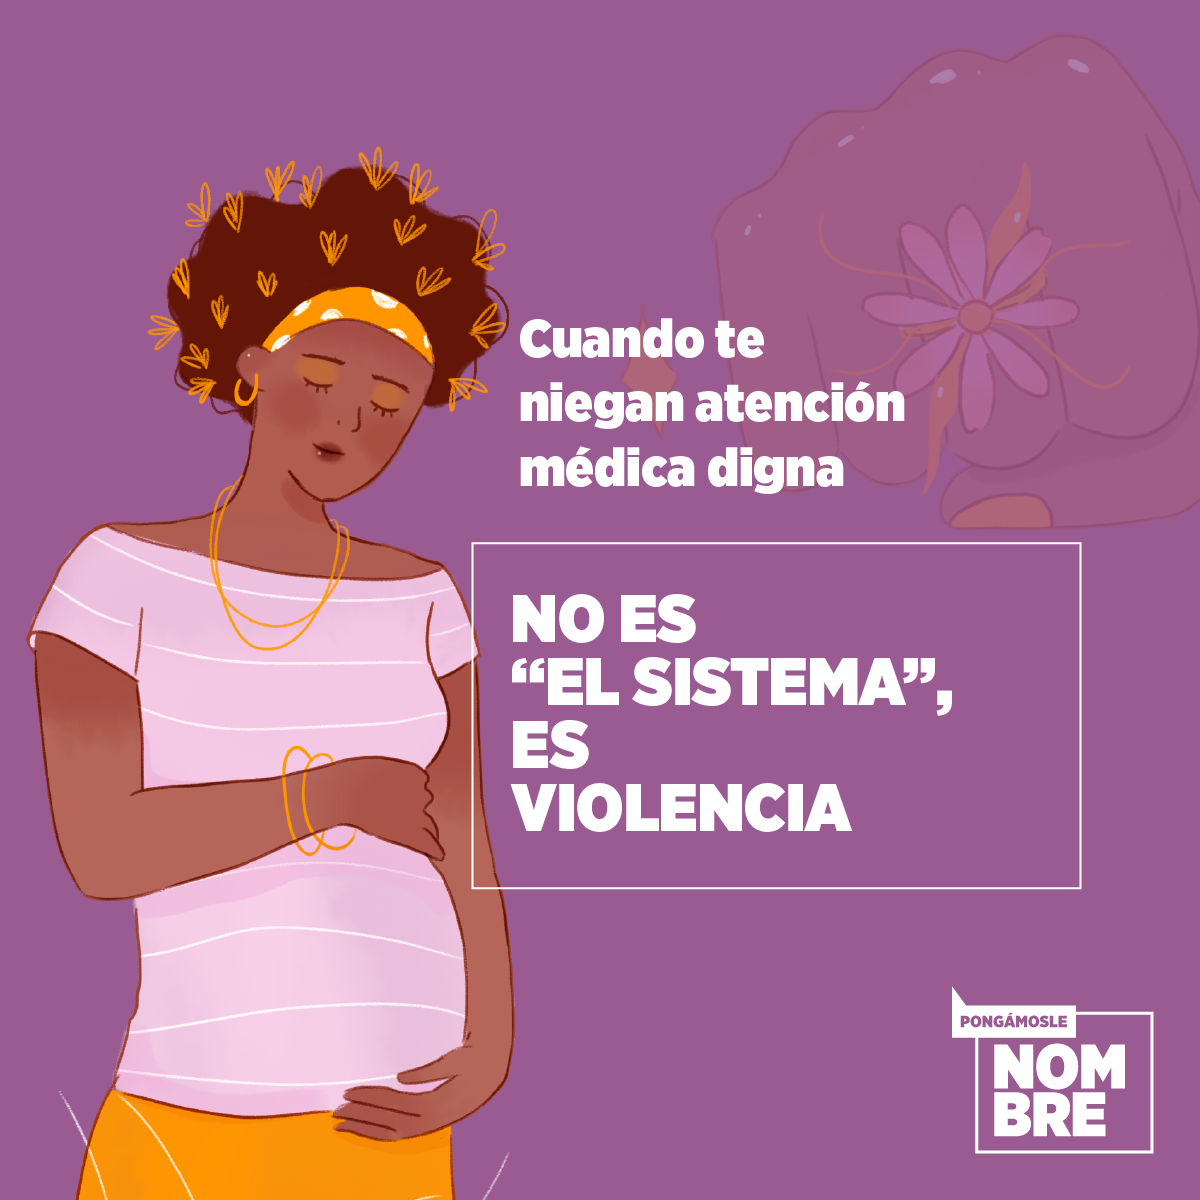 Cuando te
niegan atención
médica digna
NO ES
“EL SISTEMA”,
ES
VIOLENCIA
PONGÁMOSLE
NOM
BRE